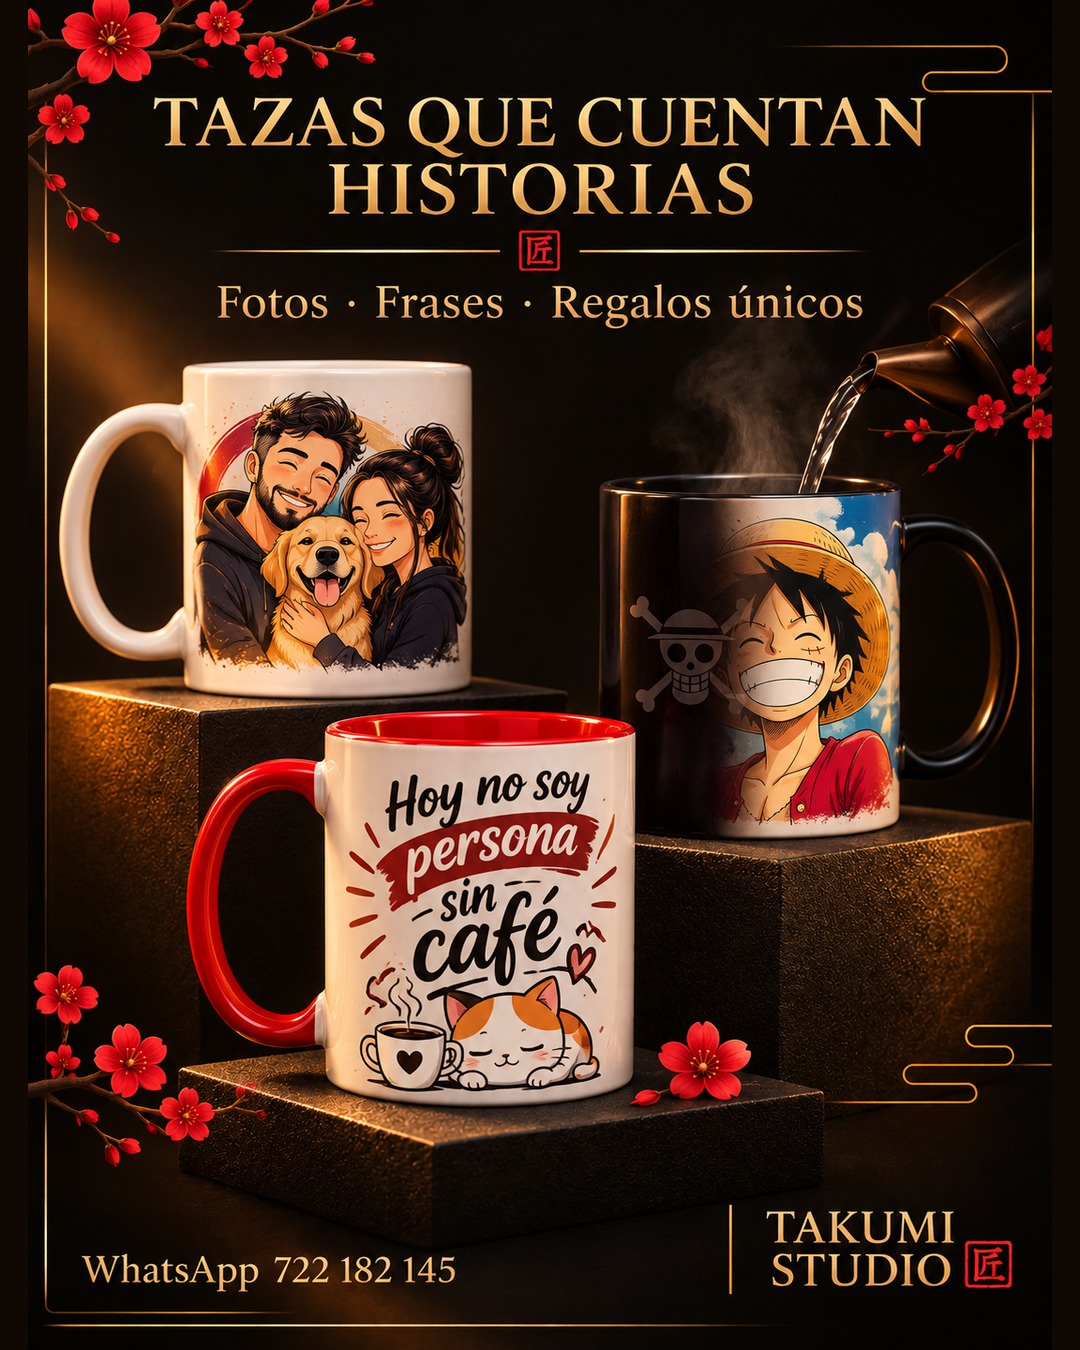 TAZAS QUE CUENTAN
HISTORIAS
匠
Fotos · Frases · Regalos únicos
Hoy no soy
persona
sin
café
WhatsApp 722 182 145
TAKUMI
STUDIO 匠